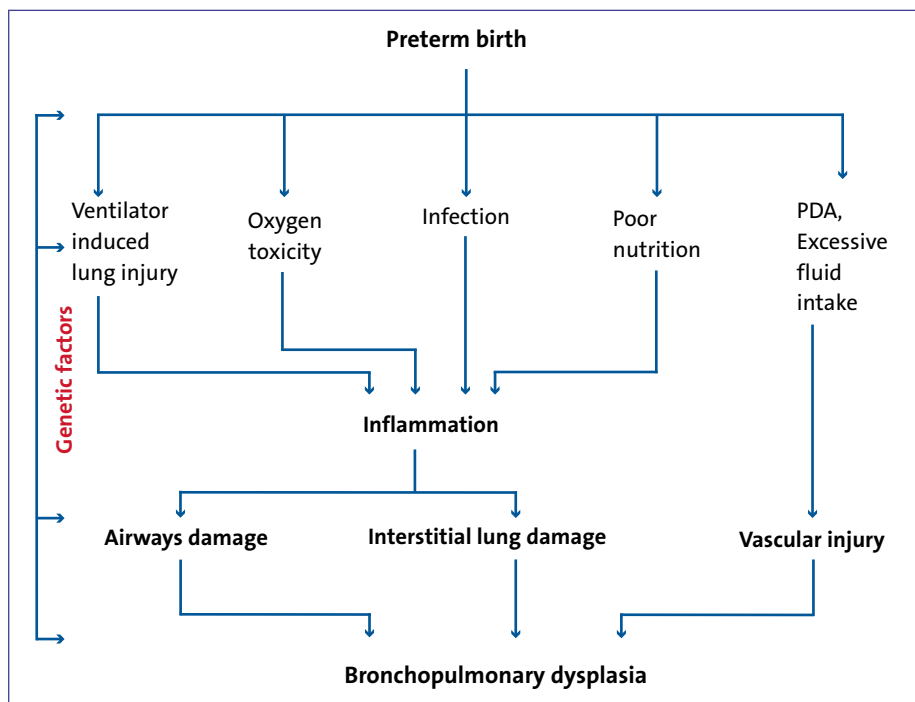 Preterm birth
Ventilator
induced
lung injury
Oxygen
toxicity
Infection
Poor
nutrition
PDA,
Excessive
fluid
intake
Genetic factors
Inflammation
Airways damage
Interstitial lung damage
Vascular injury
Bronchopulmonary dysplasia